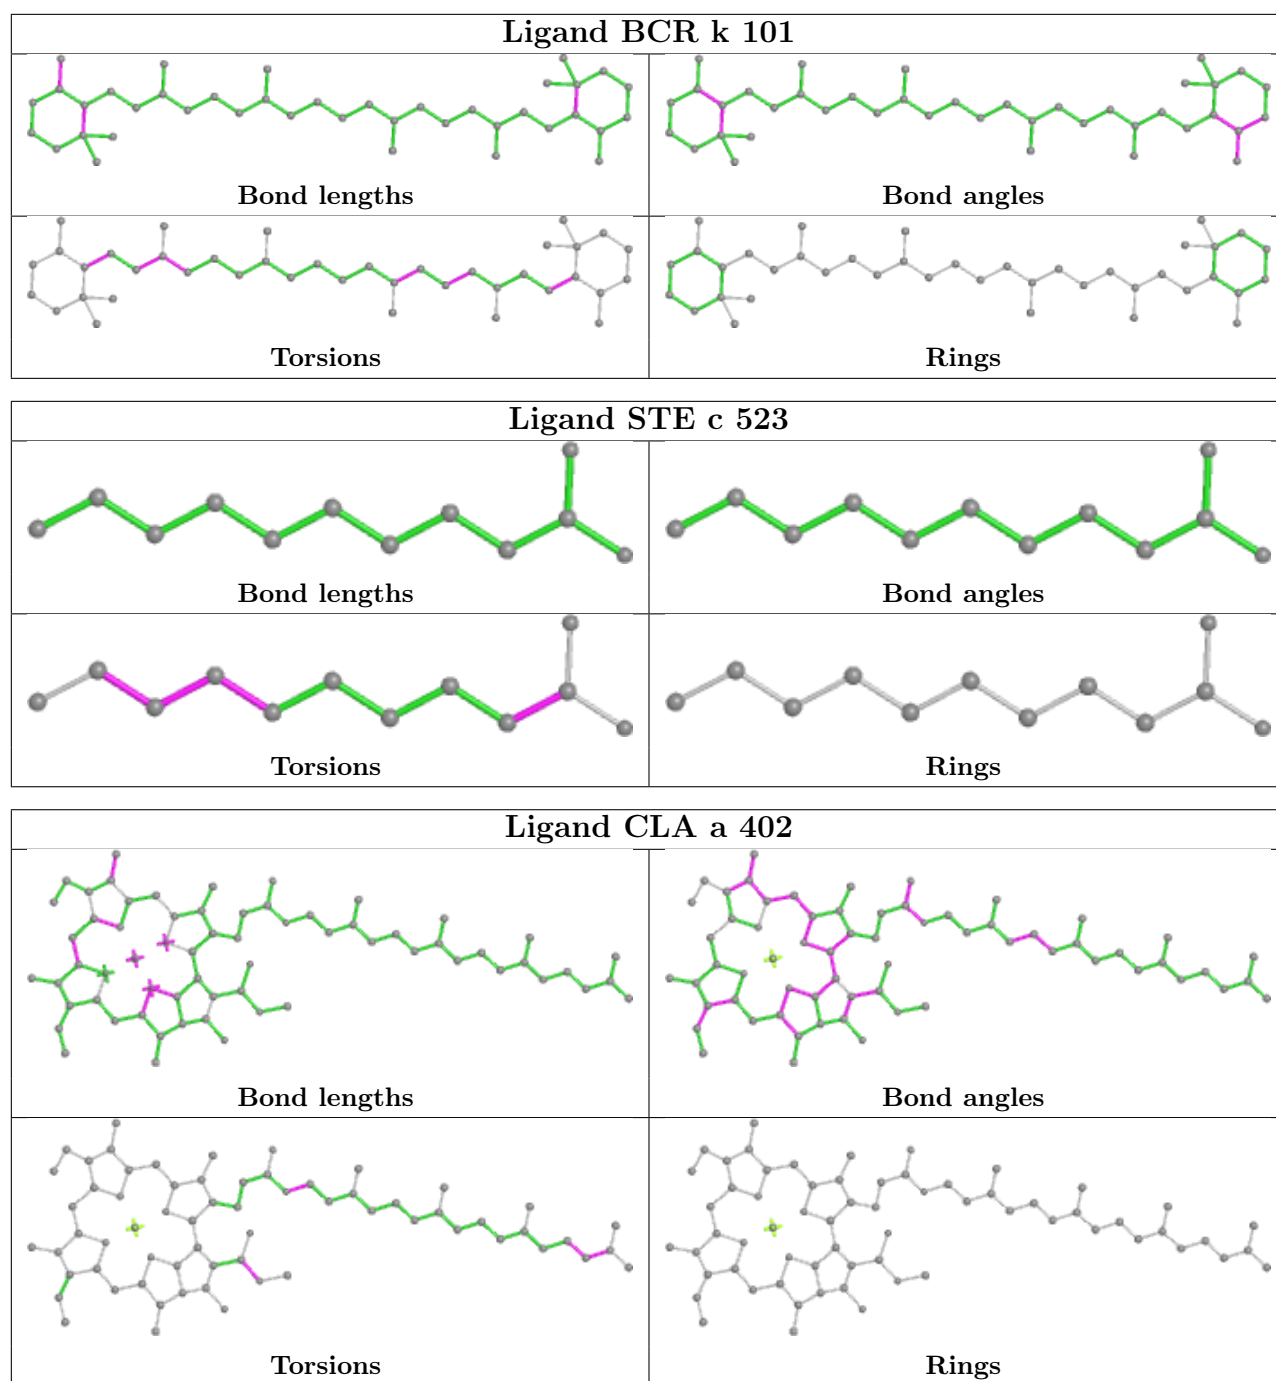 Ligand BCR k 101
Bond lengths
Bond angles
Torsions
Rings
Ligand STE c 523
Bond lengths
Bond angles
Torsions
Rings
Ligand CLA a 402
Bond lengths
Bond angles
Torsions
Rings